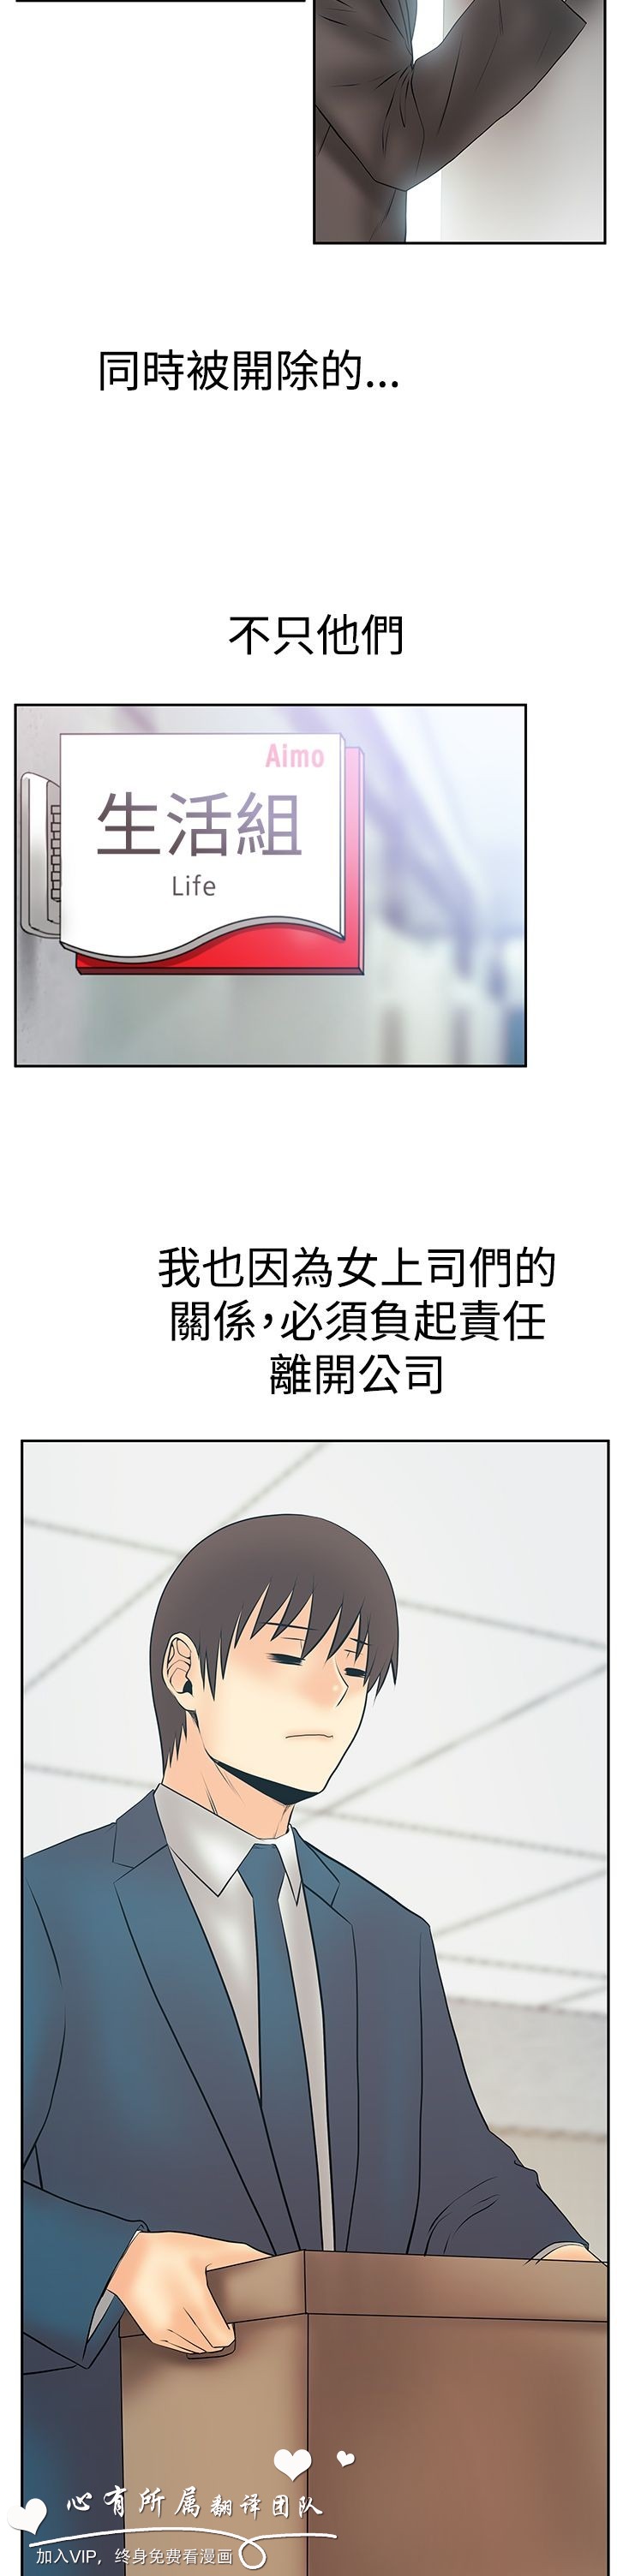 同時被開除的...
不只他們
Aimo
生活組
Life
我也因為女上司們的
關係，必須負起責任
離開公司
心有所属翻译团队
加入VIP，终身免费看漫画